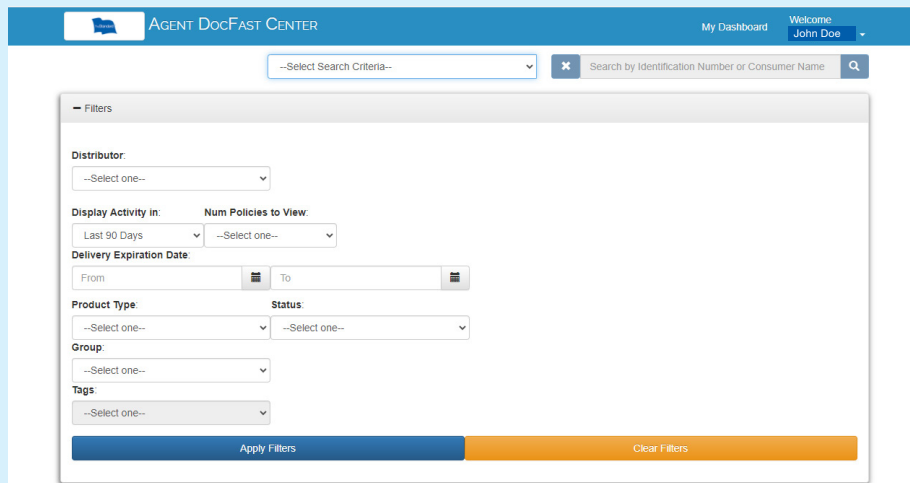 AGENT DOCFAST CENTER
My Dashboard
Welcome
John Doe
--Select Search Criteria--
Search by Identification Number or Consumer Name
Filters
Distributor:
--Select one--
Display Activity in: Num Policies to View:
Last 90 Days --Select one--
Delivery Expiration Date:
From To
Product Type: Status:
--Select one-- --Select one--
Group:
--Select one--
Tags:
--Select one--
Apply Filters Clear Filters